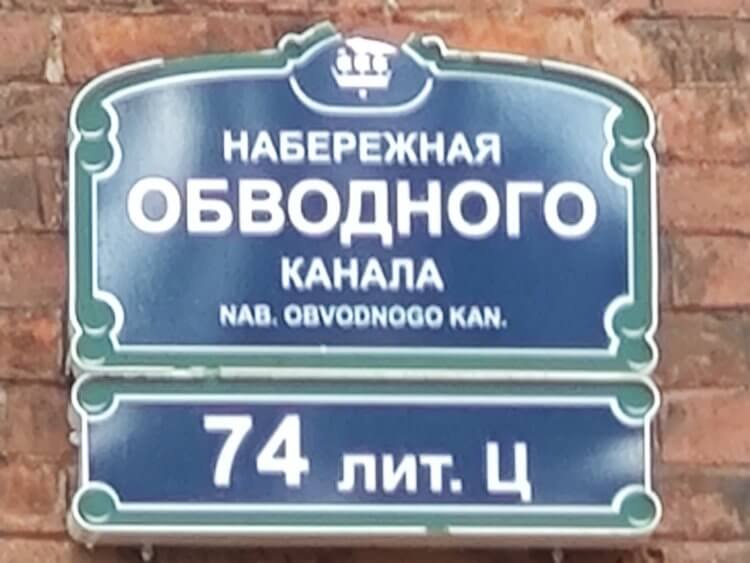 НАБЕРЕЖНАЯ
ОБВОДНОГО
КАНАЛА
NAB. OBVODNOGO KAN.
74 лит. Ц